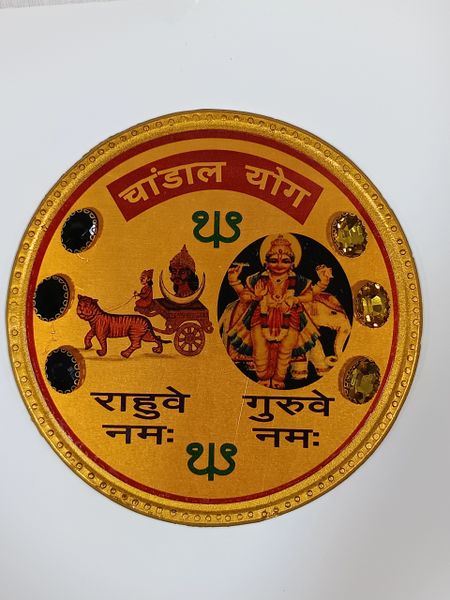 चांडाल योग
राहुवे
नमः
गुरुवे
नमः